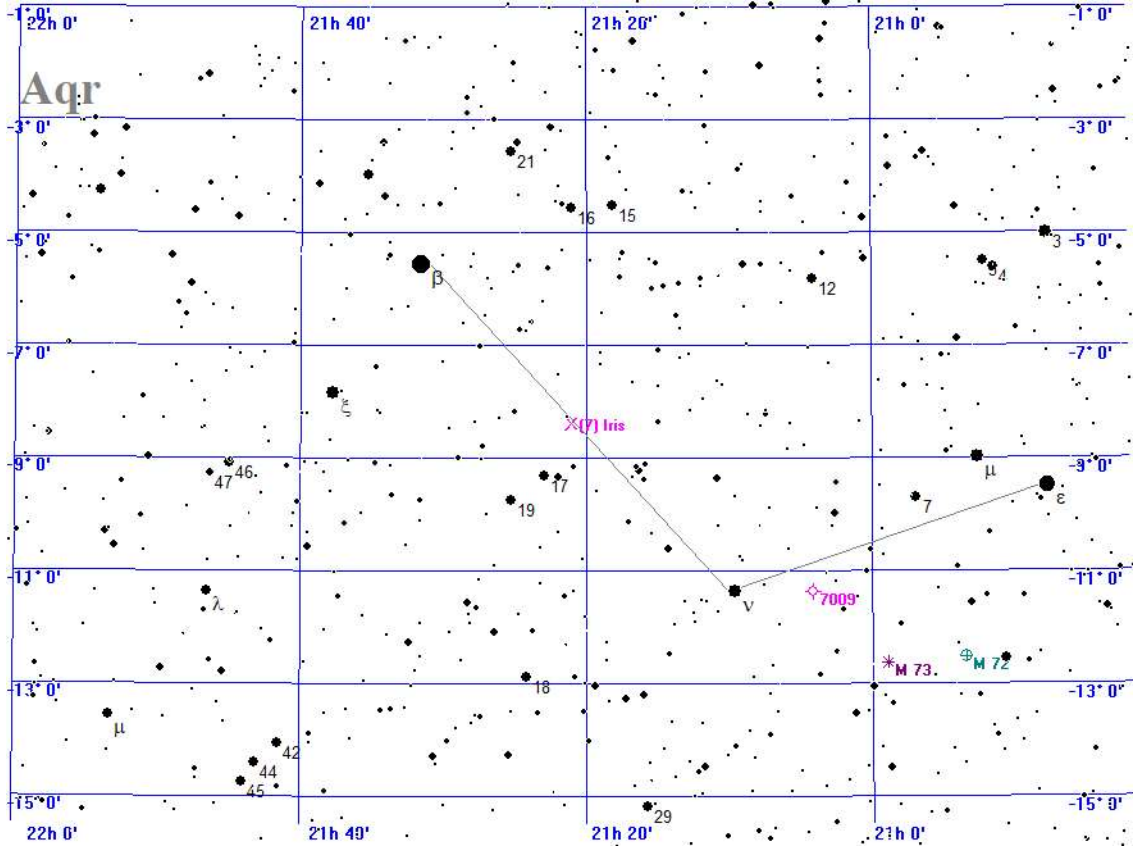 -1° 0' 22h 0' 21h 40' 21h 20' 21h 0' -1° 0'
Aqr
-3° 0' -3° 0'
21
16 15
-5° 0' 3 -5° 0'
5 4
β 12
-7° 0' -7° 0'
ξ
(7) Iris
-9° 0' 46 μ -9° 0'
47 17
19 7 ε
-11° 0' -11° 0'
λ ν 7009
M 73 M 72
-13° 0' 18 -13° 0'
μ
42
44
45
-15° 0' -15° 0'
29
22h 0' 21h 40' 21h 20' 21h 0'